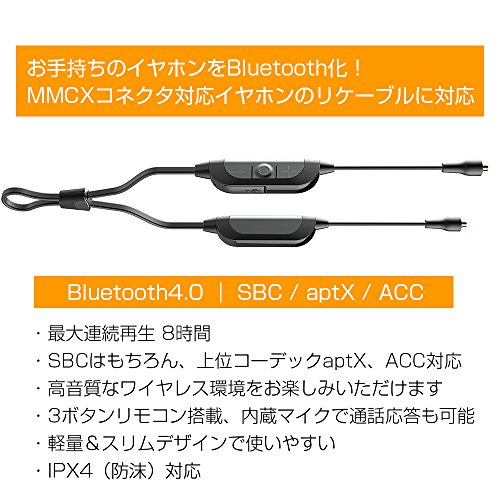 お手持ちのイヤホンをBluetooth化！
MMCXコネクタ対応イヤホンのリケーブルに対応
Bluetooth4.0 ｜ SBC / aptX / ACC
・最大連続再生 8時間
・SBCはもちろん、上位コーデックaptX、ACC対応
・高音質なワイヤレス環境をお楽しみいただけます
・3ボタンリモコン搭載、内蔵マイクで通話応答も可能
・軽量＆スリムデザインで使いやすい
・IPX4（防沫）対応